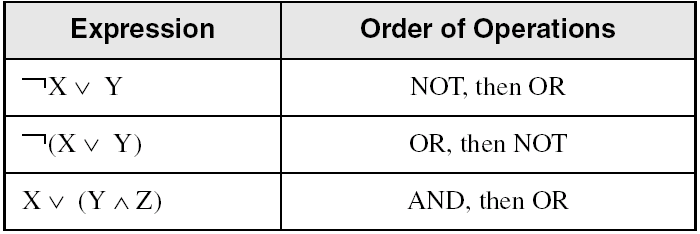 Expression Order of Operations
¬X ∨ Y NOT, then OR
¬(X ∨ Y) OR, then NOT
X ∨ (Y ∧ Z) AND, then OR